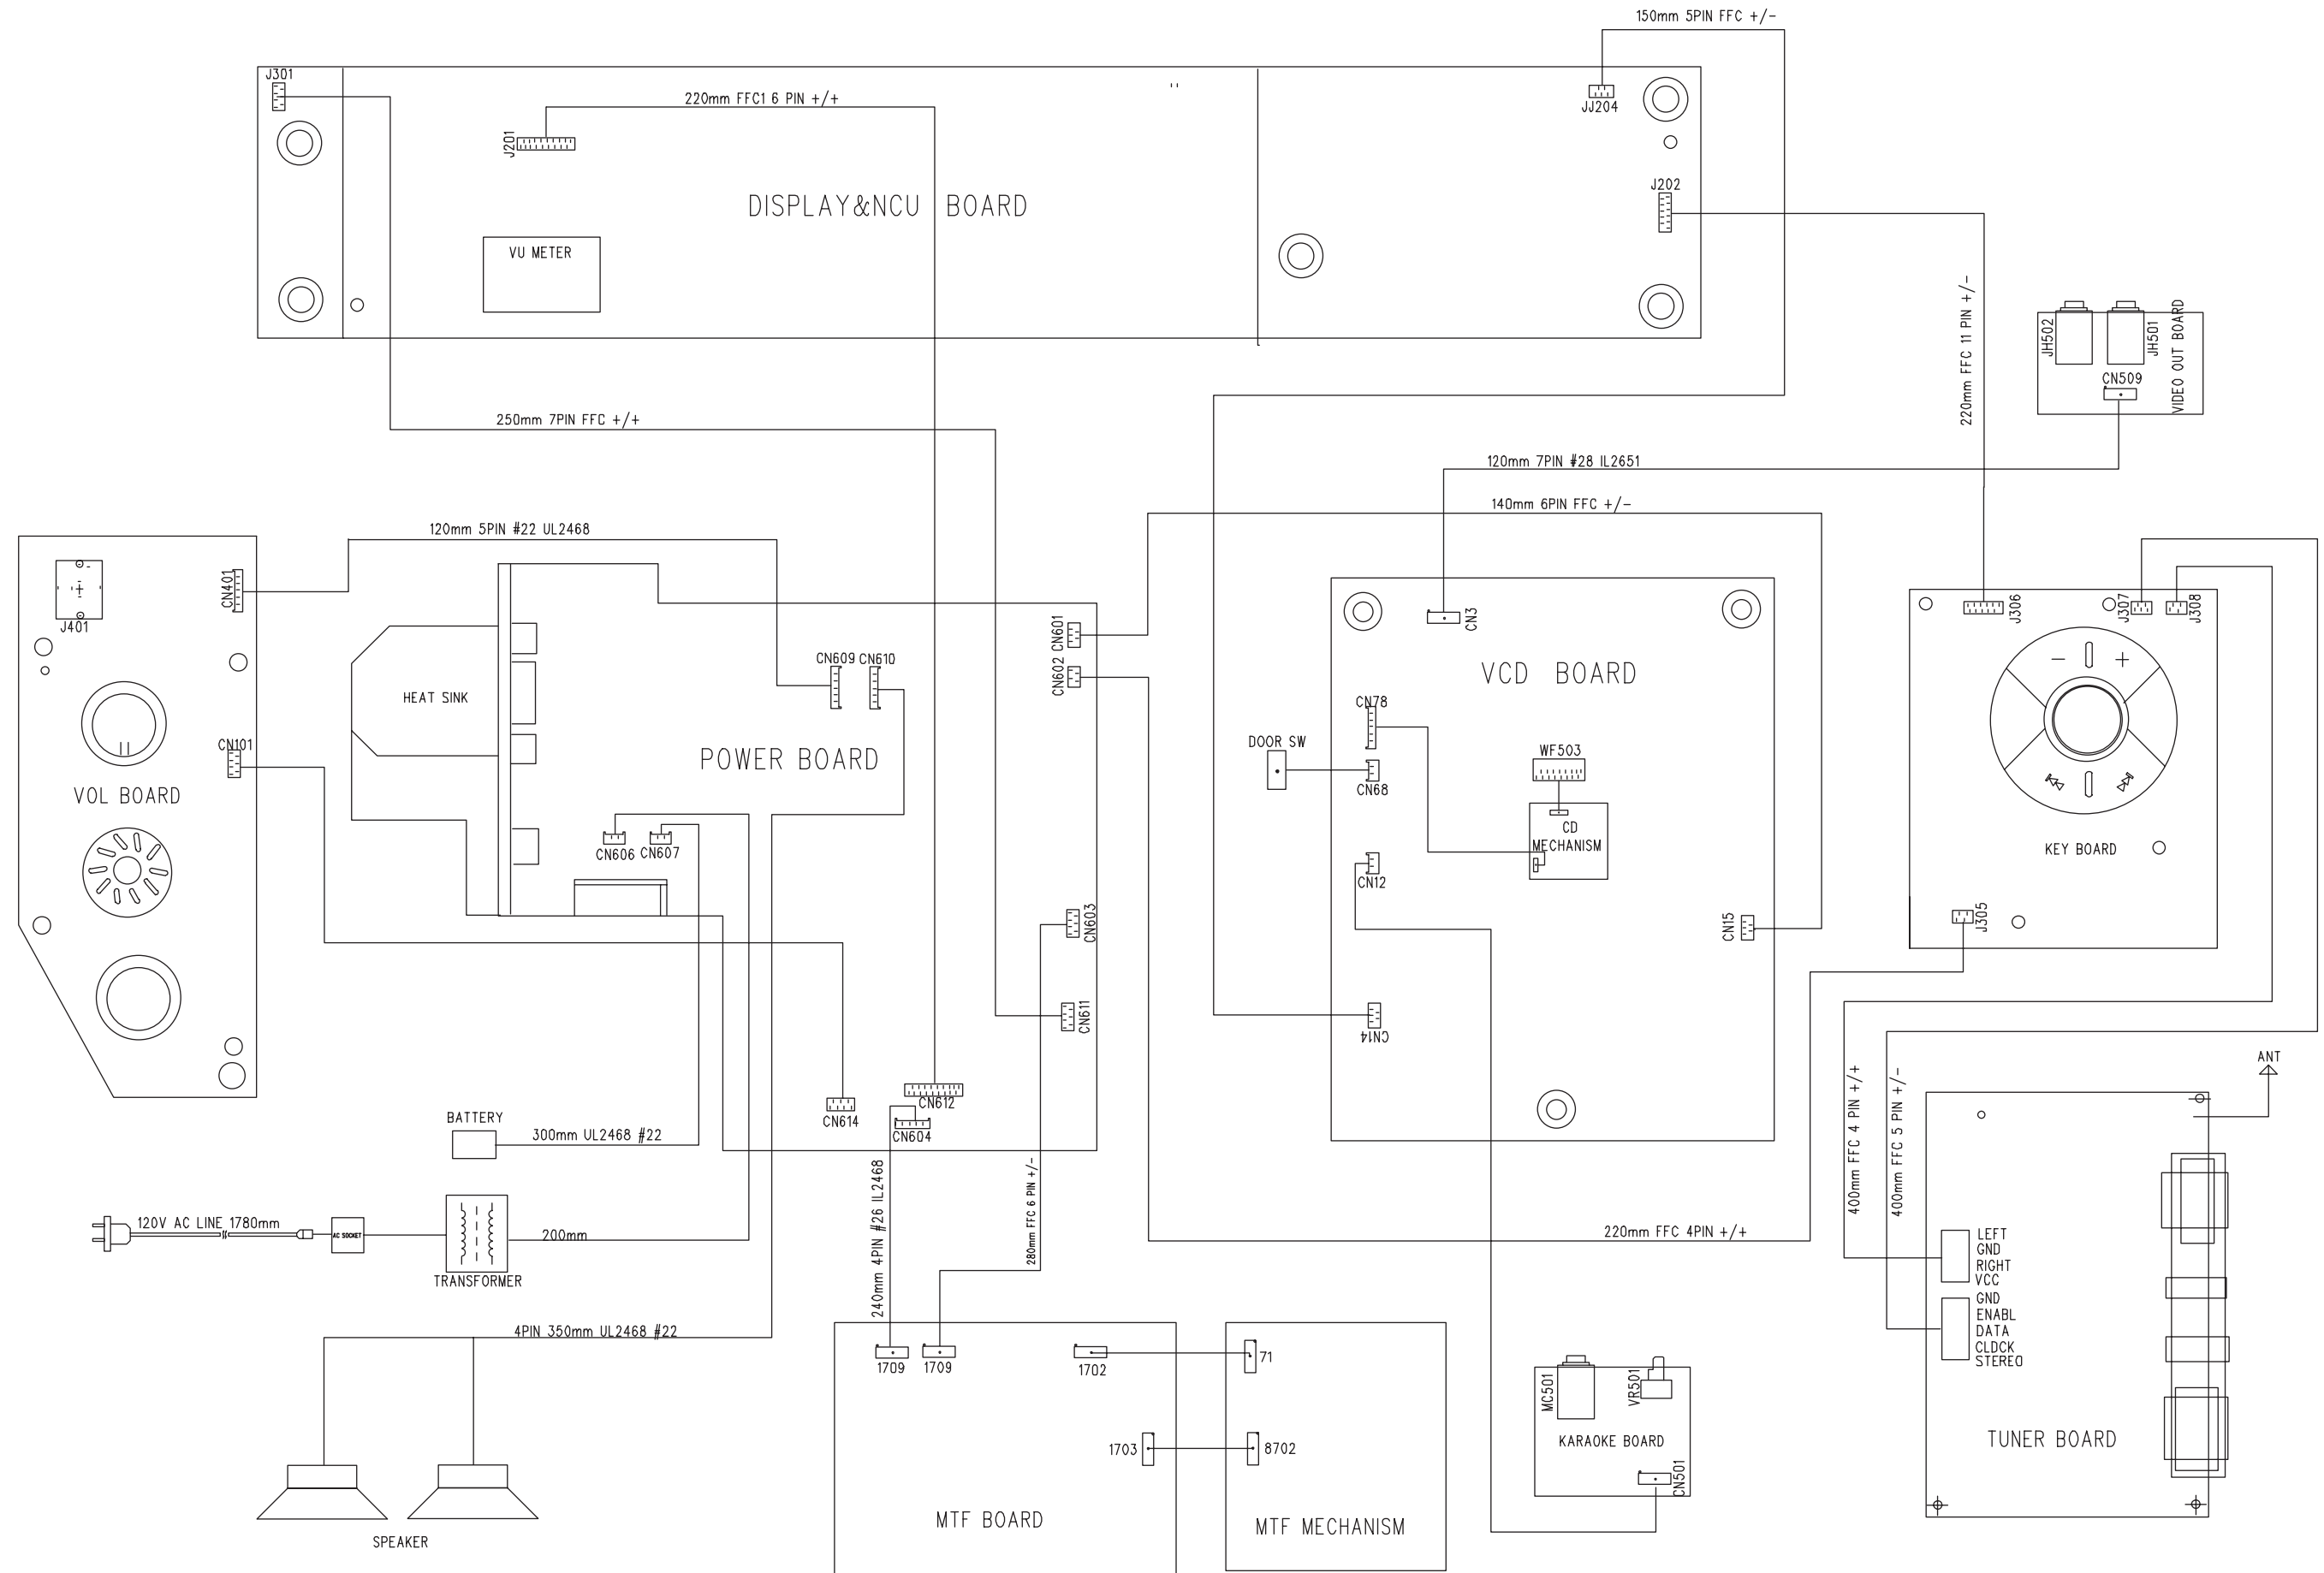 150mm 5PIN FFC +/-
J301
220mm FFC1 6 PIN +/+
JJ204
J201
J202
DISPLAY&NCU BOARD
VU METER
220mm FFC 11 PIN +/-
JH502
JH501
VIDEO OUT BOARD
CN509
250mm 7PIN FFC +/+
120mm 7PIN #28 IL2651
140mm 6PIN FFC +/-
120mm 5PIN #22 UL2468
CN401
J401
CN601
CN602
CN3
J306
J307
J308
CN609 CN610
HEAT SINK
VCD BOARD
- +
CN78
CN101
DOOR SW
WF503
POWER BOARD
CN68
VOL BOARD
CD
MECHANISM
CN606 CN607
KEY BOARD
CN12
CN603
CN15
J305
CN611
CN14
ANT
CN612
CN614
CN604
BATTERY
300mm UL2468 #22
400mm FFC 4 PIN +/+
400mm FFC 5 PIN +/-
240mm 4PIN #26 IL2468
280mm FFC 6 PIN +/-
120V AC LINE 1780mm
AC SOCKET
200mm
220mm FFC 4PIN +/+
TRANSFORMER
LEFT
GND
RIGHT
VCC
GND
ENABL
DATA
CLDCK
STEREO
4PIN 350mm UL2468 #22
1709
1709
1702
71
MC501
VR501
1703
8702
KARAOKE BOARD
TUNER BOARD
CN501
MTF BOARD
MTF MECHANISM
SPEAKER